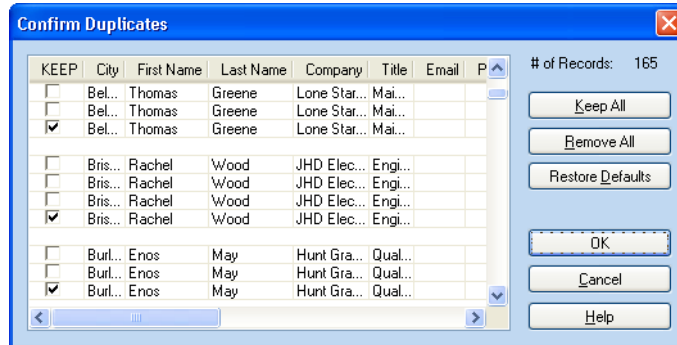 Confirm Duplicates
KEEP City First Name Last Name Company Title Email P
# of Records: 165
Bel... Thomas Greene Lone Star... Mai...
Bel... Thomas Greene Lone Star... Mai...
Bel... Thomas Greene Lone Star... Mai...
Bris... Rachel Wood JHD Elec... Engi...
Bris... Rachel Wood JHD Elec... Engi...
Bris... Rachel Wood JHD Elec... Engi...
Bris... Rachel Wood JHD Elec... Engi...
Burl... Enos May Hunt Gra... Qual...
Burl... Enos May Hunt Gra... Qual...
Burl... Enos May Hunt Gra... Qual...
Keep All
Remove All
Restore Defaults
OK
Cancel
Help